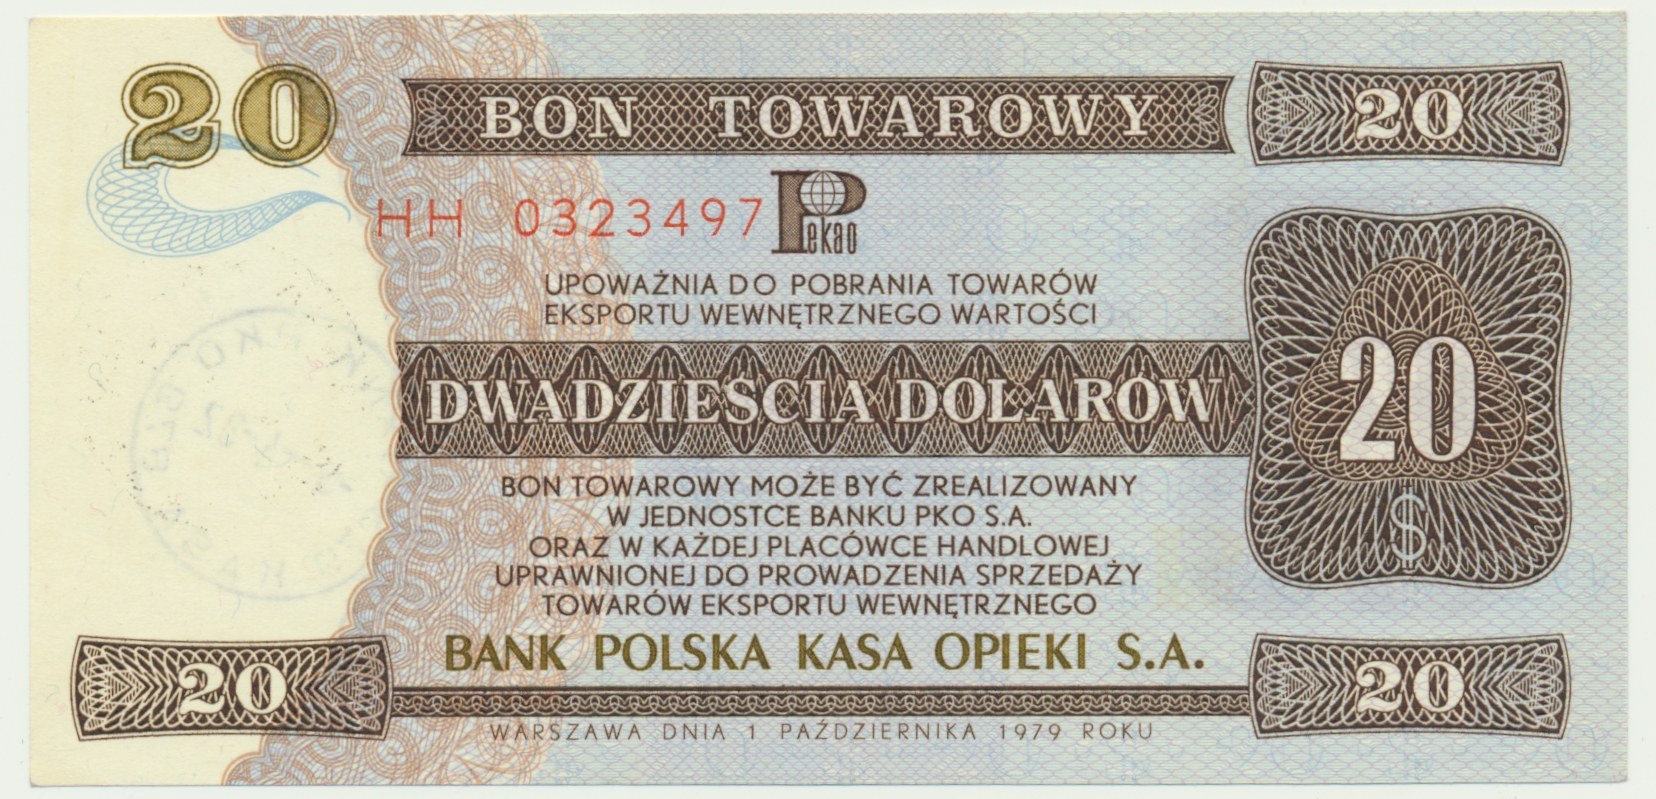 20 BON TOWAROWY 20
HH 0323497 Pekao
UPOWAŻNIA DO POBRANIA TOWARÓW
EKSPORTU WEWNĘTRZNEGO WARTOŚCI
DWADZIEŚCIA DOLARÓW 20
$
BON TOWAROWY MOŻE BYĆ ZREALIZOWANY
W JEDNOSTCE BANKU PKO S.A.
ORAZ W KAŻDEJ PLACÓWCE HANDLOWEJ
UPRAWNIONEJ DO PROWADZENIA SPRZEDAŻY
TOWARÓW EKSPORTU WEWNĘTRZNEGO
BANK POLSKA KASA OPIEKI S.A.
20 20
WARSZAWA DNIA 1 PAŹDZIERNIKA 1979 ROKU